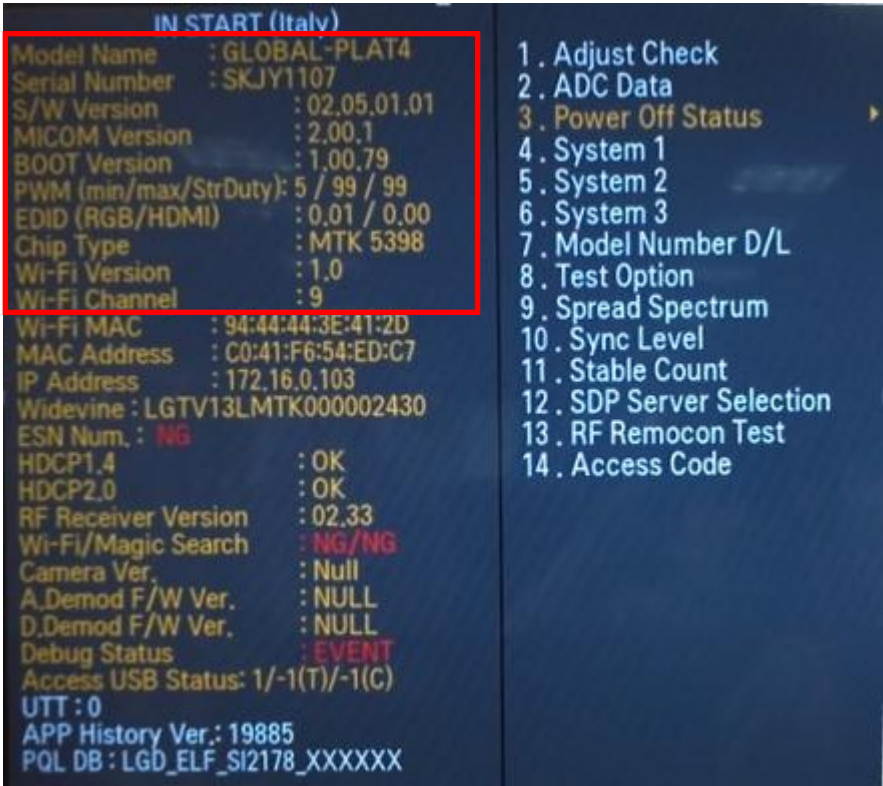 IN START (Italy)
Model Name : GLOBAL-PLAT4
Serial Number : SKJY1107
S/W Version : 02.05.01.01
MICOM Version : 2.00.1
BOOT Version : 1.00.79
PWM (min/max/StrDuty): 5 / 99 / 99
EDID (RGB/HDMI) : 0.01 / 0.00
Chip Type : MTK 5398
Wi-Fi Version : 1.0
Wi-Fi Channel : 9
Wi-Fi MAC : 94:44:44:3E:41:2D
MAC Address : C0:41:F6:54:ED:C7
IP Address : 172.16.0.103
Widevine : LGTV13LMTK000002430
ESN Num. : NG
HDCP1.4 : OK
HDCP2.0 : OK
RF Receiver Version : 02.33
Wi-Fi/Magic Search : NG/NG
Camera Ver. : Null
A.Demod F/W Ver. : NULL
D.Demod F/W Ver. : NULL
Debug Status : EVENT
Access USB Status: 1/-1(T)/-1(C)
UTT : 0
APP History Ver.: 19885
PQL DB : LGD_ELF_SI2178_XXXXXX
1 . Adjust Check
2 . ADC Data
3 . Power Off Status
4 . System 1
5 . System 2
6 . System 3
7 . Model Number D/L
8 . Test Option
9 . Spread Spectrum
10 . Sync Level
11 . Stable Count
12 . SDP Server Selection
13 . RF Remocon Test
14 . Access Code